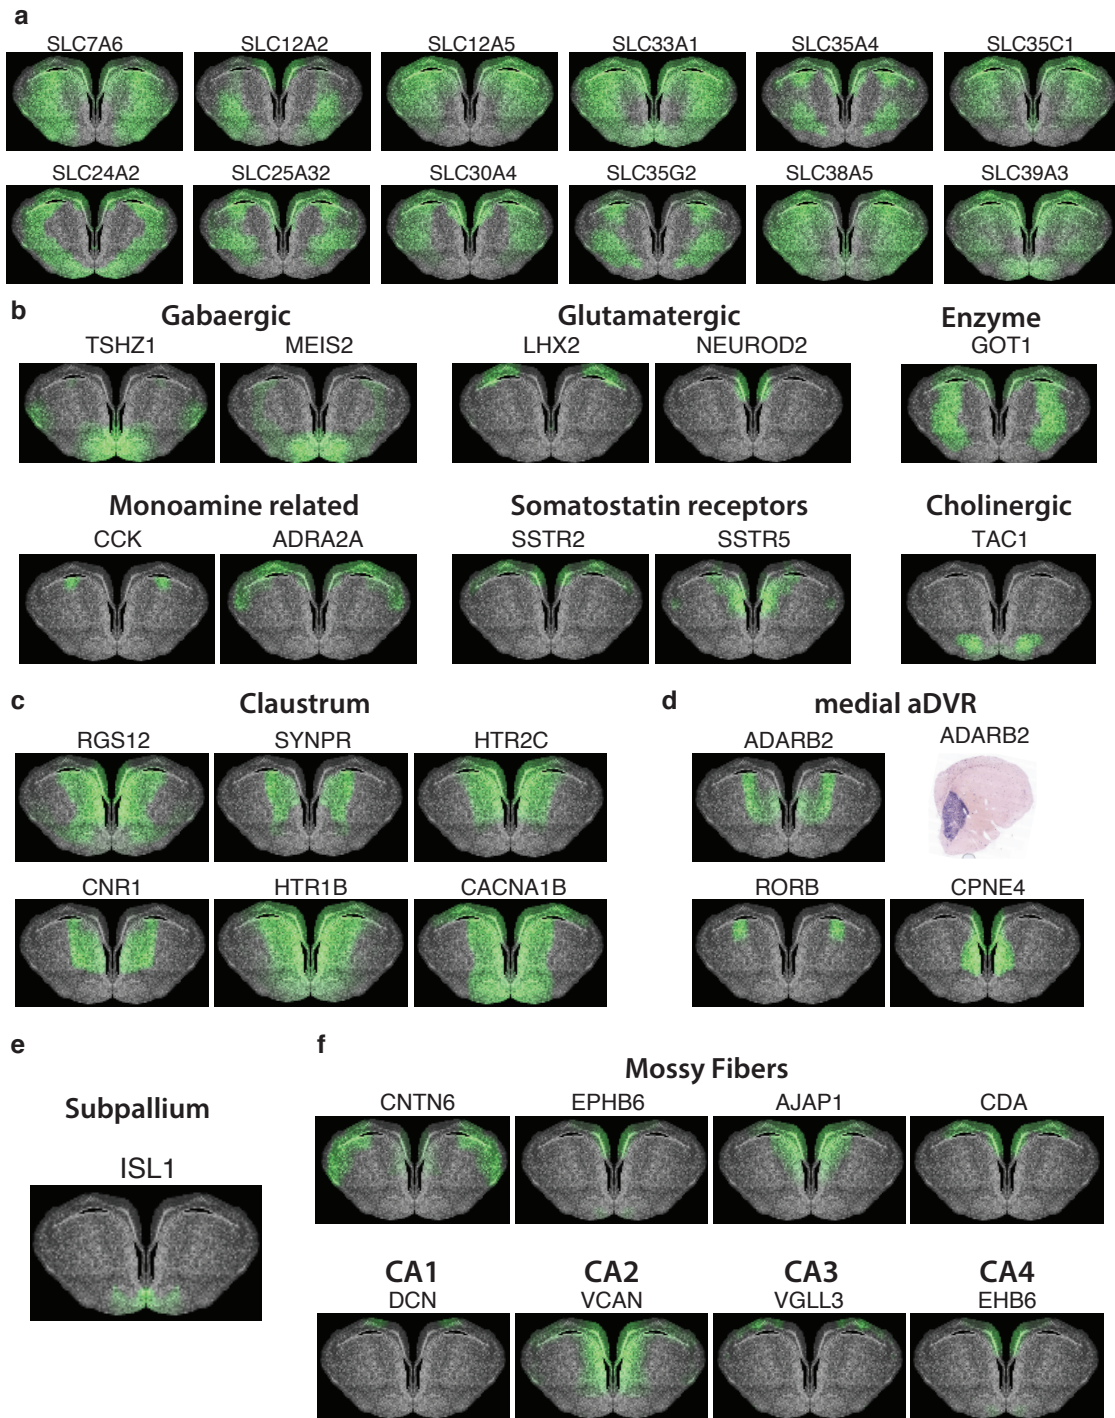 a
SLC7A6 SLC12A2 SLC12A5 SLC33A1 SLC35A4 SLC35C1
SLC24A2 SLC25A32 SLC30A4 SLC35G2 SLC38A5 SLC39A3
b
Gabaergic Glutamatergic Enzyme
TSHZ1 MEIS2 LHX2 NEUROD2 GOT1
Monoamine related Somatostatin receptors Cholinergic
CCK ADRA2A SSTR2 SSTR5 TAC1
c Claustrum
RGS12 SYNPR HTR2C
CNR1 HTR1B CACNA1B
d medial aDVR
ADARB2 ADARB2
RORB CPNE4
e
Subpallium
ISL1
f
Mossy Fibers
CNTN6 EPHB6 AJAP1 CDA
CA1 CA2 CA3 CA4
DCN VCAN VGLL3 EHB6